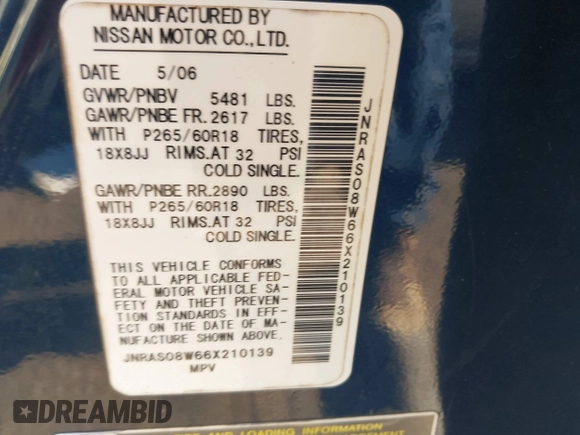 MANUFACTURED BY
NISSAN MOTOR CO.,LTD.
DATE 5/06
GVWR/PNBV 5481 LBS.
GAWR/PNBE FR.2617 LBS.
WITH P265/60R18 TIRES,
18X8JJ RIMS.AT 32 PSI
COLD SINGLE.
GAWR/PNBE RR.2890 LBS.
WITH P265/60R18 TIRES,
18X8JJ RIMS.AT 32 PSI
COLD SINGLE.
THIS VEHICLE CONFORMS
TO ALL APPLICABLE FED-
ERAL MOTOR VEHICLE SA-
FETY AND THEFT PREVEN-
TION STANDARDS IN EFF-
ECT ON THE DATE OF MA-
NUFACTURE SHOWN ABOVE.
JNRAS08W66X210139
MPV
JNRAS08W66X210139
DREAMBID
AND LOADING INFORMATION